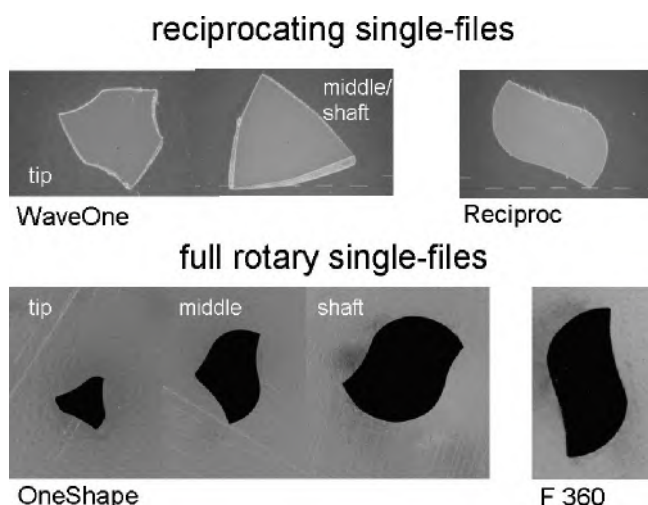 reciprocating single-files
tip
middle/
shaft
WaveOne
Reciproc
full rotary single-files
tip
middle
shaft
OneShape
F 360